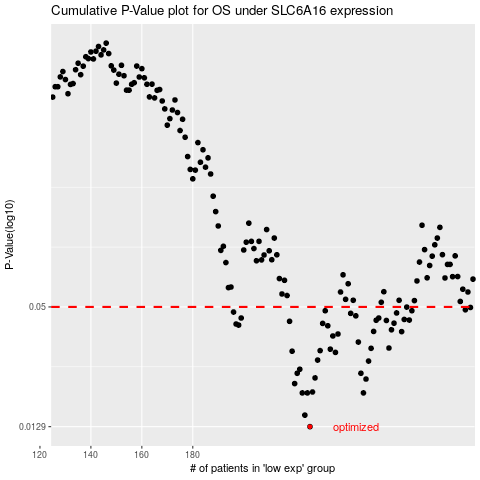 Cumulative P-Value plot for OS under SLC6A16 expression
P-Value(log10)
0.05
0.0129
optimized
120 140 160 180
# of patients in 'low exp' group